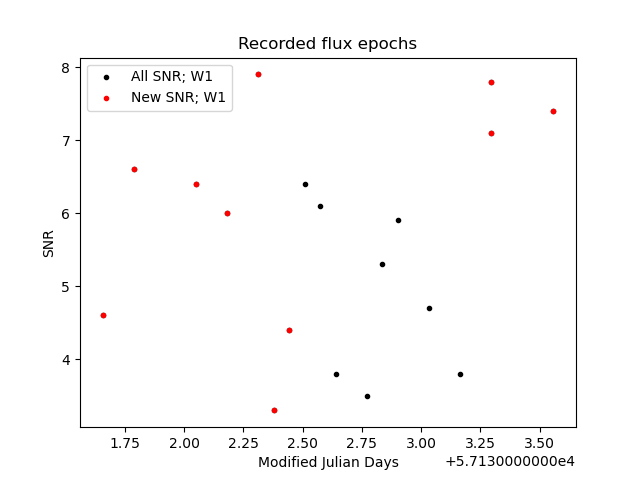 Recorded flux epochs
All SNR; W1
New SNR; W1
8
7
6
5
4
SNR
1.75 2.00 2.25 2.50 2.75 3.00 3.25 3.50
Modified Julian Days
+5.7130000000e4